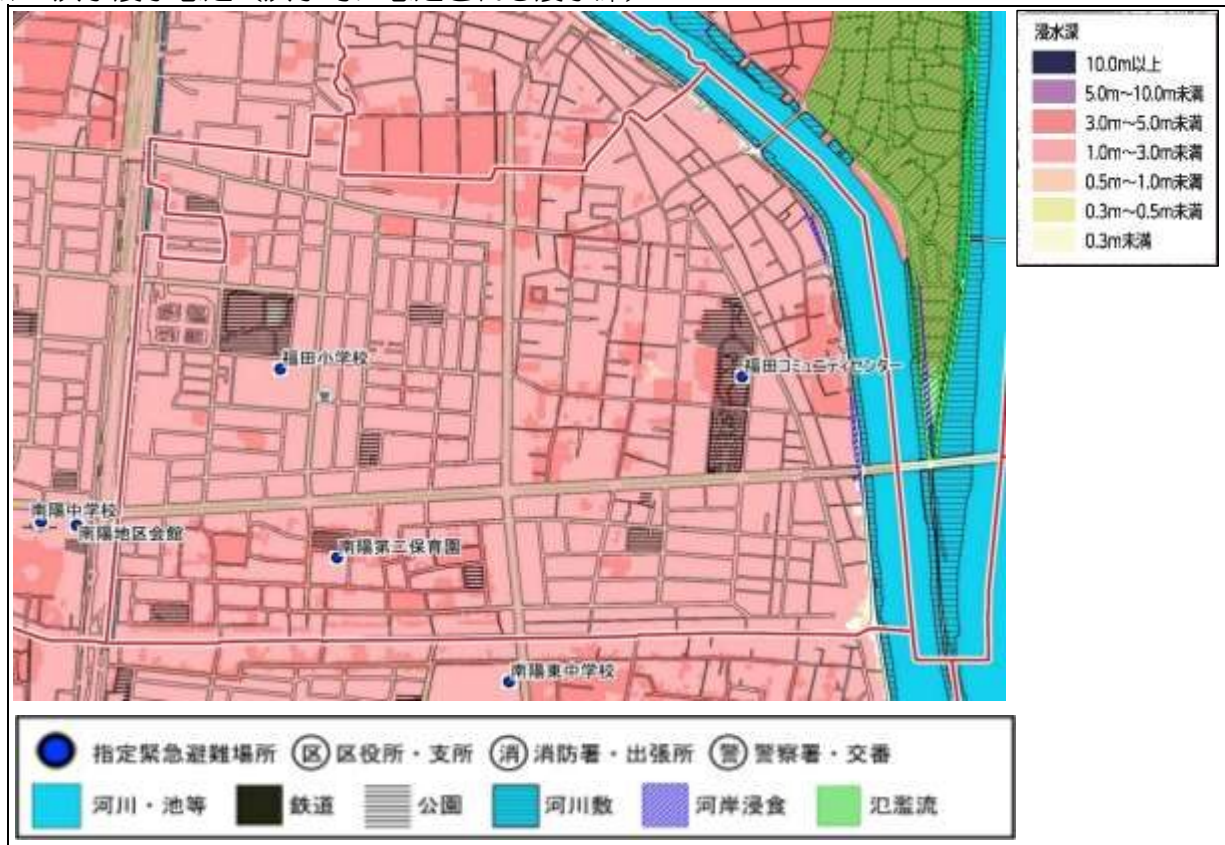 浸水深
10.0m以上
5.0m～10.0m未満
3.0m～5.0m未満
1.0m～3.0m未満
0.5m～1.0m未満
0.3m～0.5m未満
0.3m未満
福田小学校
福田コミュニティセンター
警
南陽中学校
南陽地区会館
南陽第二保育園
南陽東中学校
指定緊急避難場所 区 区役所・支所 消 消防署・出張所 警 警察署・交番
河川・池等 鉄道 公園 河川敷 河岸浸食 氾濫流